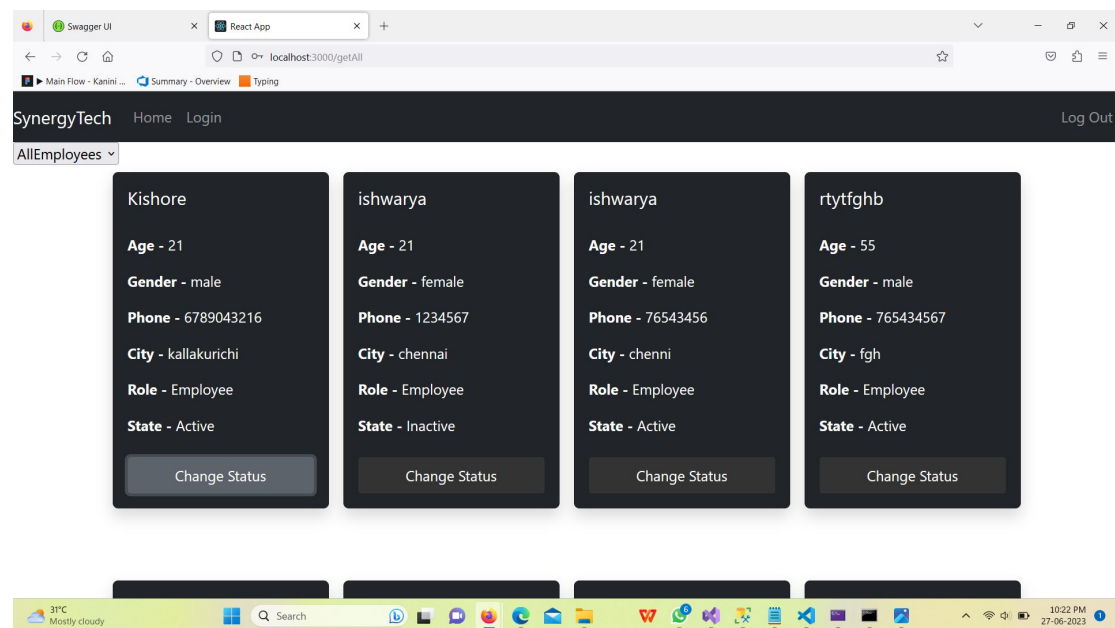 Swagger UI
React App
localhost:3000/getAll
Main Flow - Kanini ...
Summary - Overview
Typing
SynergyTech Home Login Log Out
AllEmployees
Kishore
Age - 21
Gender - male
Phone - 6789043216
City - kallakurichi
Role - Employee
State - Active
Change Status
ishwarya
Age - 21
Gender - female
Phone - 1234567
City - chennai
Role - Employee
State - Inactive
Change Status
ishwarya
Age - 21
Gender - female
Phone - 76543456
City - chenni
Role - Employee
State - Active
Change Status
rtytfghb
Age - 55
Gender - male
Phone - 765434567
City - fgh
Role - Employee
State - Active
Change Status
31°C
Mostly cloudy
Search
6
10:22 PM
27-06-2023
1